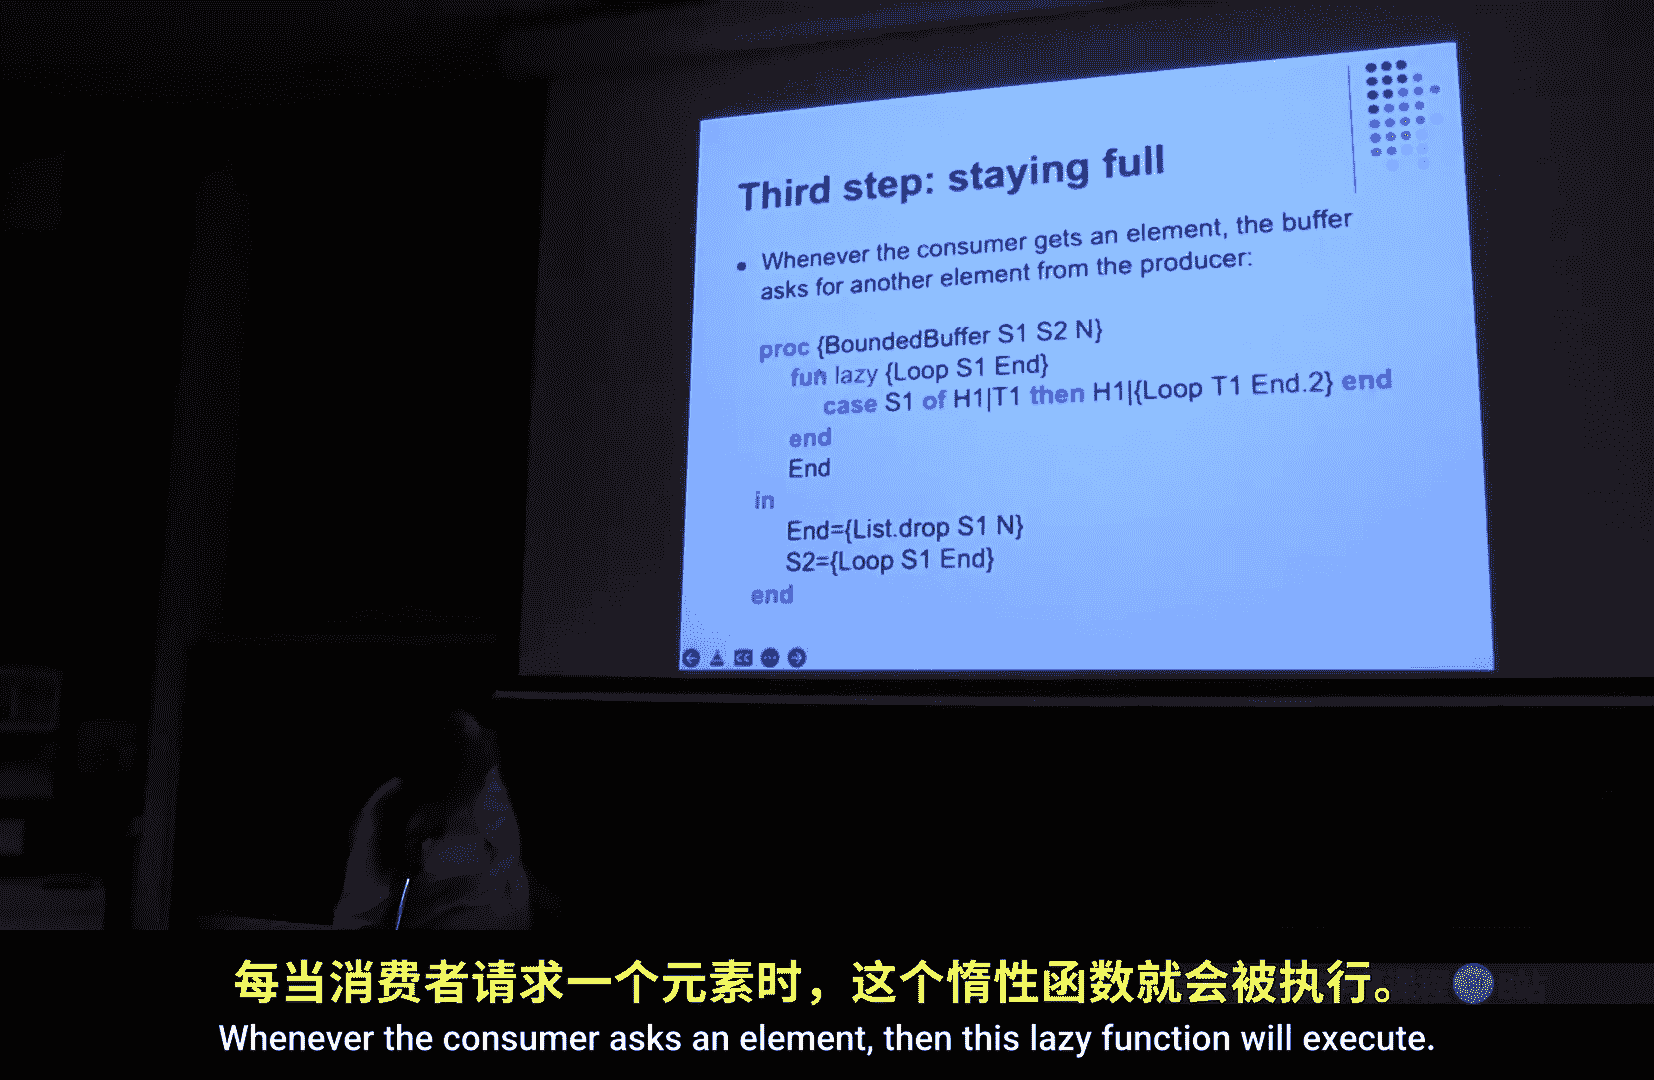 Third step: staying full
• Whenever the consumer gets an element, the buffer
asks for another element from the producer:
proc {BoundedBuffer S1 S2 N}
fun lazy {Loop S1 End}
case S1 of H1|T1 then H1|{Loop T1 End.2} end
end
End
in
End={List.drop S1 N}
S2={Loop S1 End}
end
每当消费者请求一个元素时，这个惰性函数就会被执行。
Whenever the consumer asks an element, then this lazy function will execute.